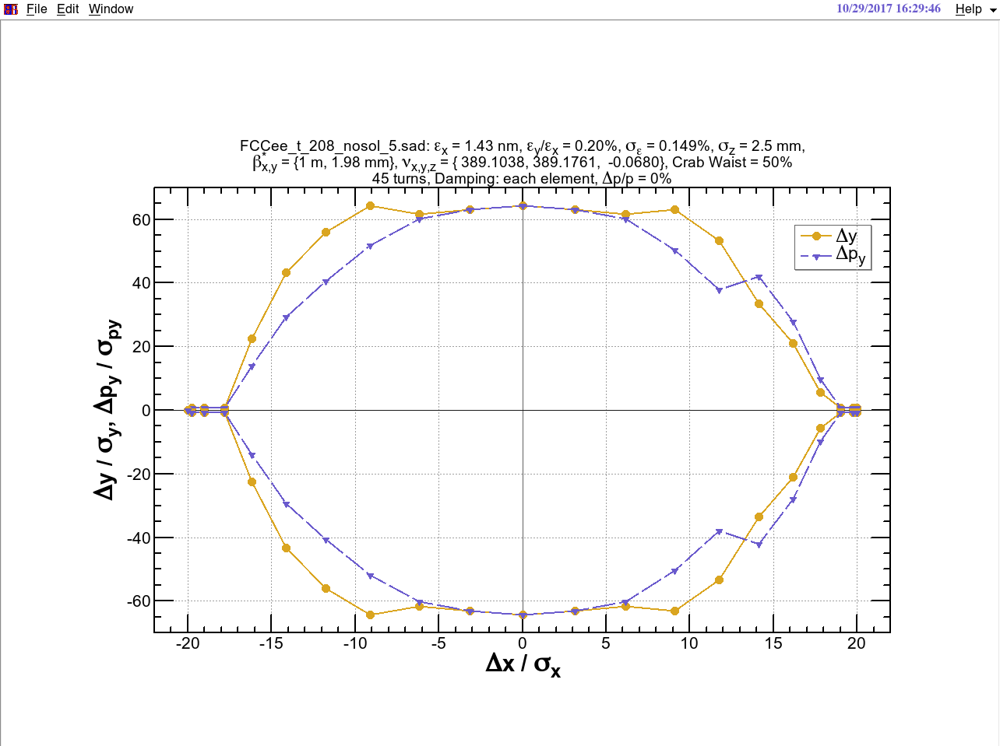 File Edit Window 10/29/2017 16:29:46 Help
FCCee_t_208_nosol_5.sad: εx = 1.43 nm, εy/εx = 0.20%, σε = 0.149%, σz = 2.5 mm,
β*x,y = {1 m, 1.98 mm}, νx,y,z = { 389.1038, 389.1761, -0.0680}, Crab Waist = 50%
45 turns, Damping: each element, Δp/p = 0%
Δy
Δpy
Δy / σy, Δpy / σpy
60
40
20
0
-20
-40
-60
-20 -15 -10 -5 0 5 10 15 20
Δx / σx